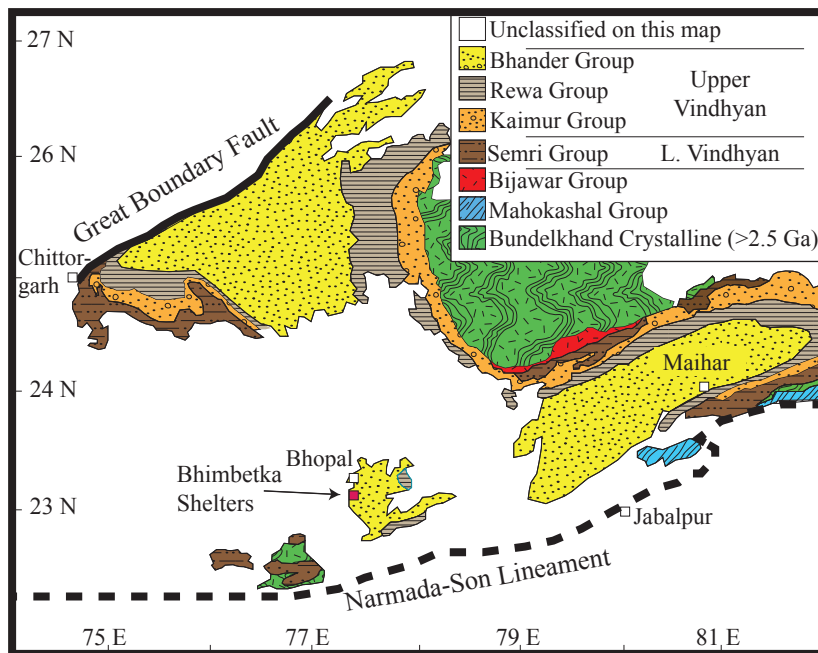 27 N
26 N
24 N
23 N
75 E
77 E
79 E
81 E
Unclassified on this map
Bhander Group
Rewa Group
Kaimur Group
Upper
Vindhyan
Semri Group
L. Vindhyan
Bijawar Group
Mahokashal Group
Bundelkhand Crystalline (>2.5 Ga)
Great Boundary Fault
Chittor-
garh
Maihar
Bhopal
Bhimbetka
Shelters
Jabalpur
Narmada-Son Lineament